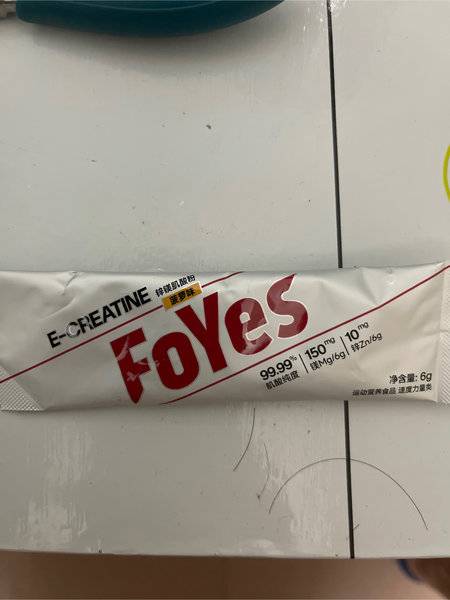 E-CREATINE 锌镁肌酸粉
菠萝味
FoYes
99.99% 肌酸纯度
150mg 镁Mg/6g
10mg 锌Zn/6g
净含量: 6g
运动营养食品 速度力量类